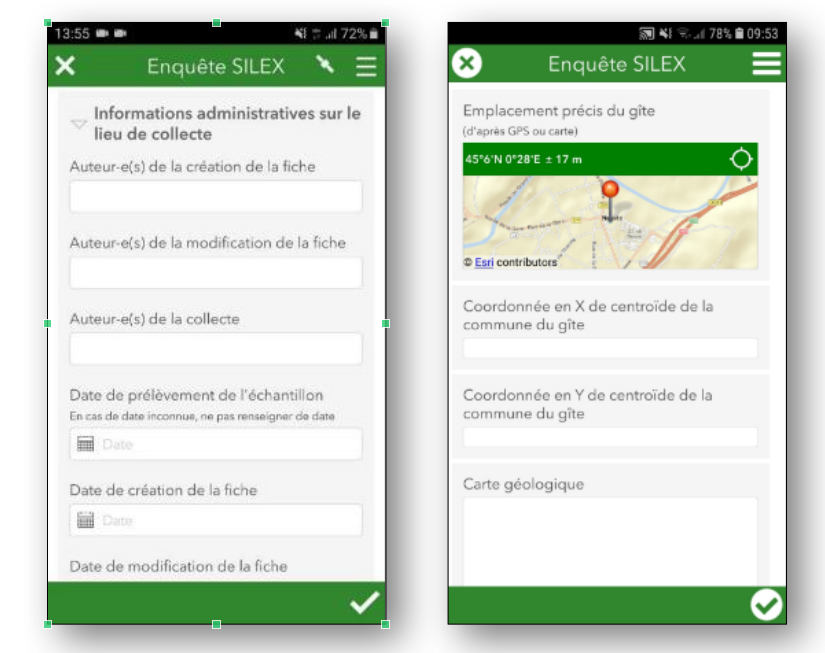 13:55
72%
Enquête SILEX
Informations administratives sur le
lieu de collecte
Auteur-e(s) de la création de la fiche
Auteur-e(s) de la modification de la fiche
Auteur-e(s) de la collecte
Date de prélèvement de l'échantillon
En cas de date inconnue, ne pas renseigner de date
Date
Date de création de la fiche
Date
Date de modification de la fiche
78% 09:53
Enquête SILEX
Emplacement précis du gîte
(d'après GPS ou carte)
45°6'N 0°28'E ± 17 m
© Esri contributors
Coordonnée en X de centroïde de la
commune du gîte
Coordonnée en Y de centroïde de la
commune du gîte
Carte géologique